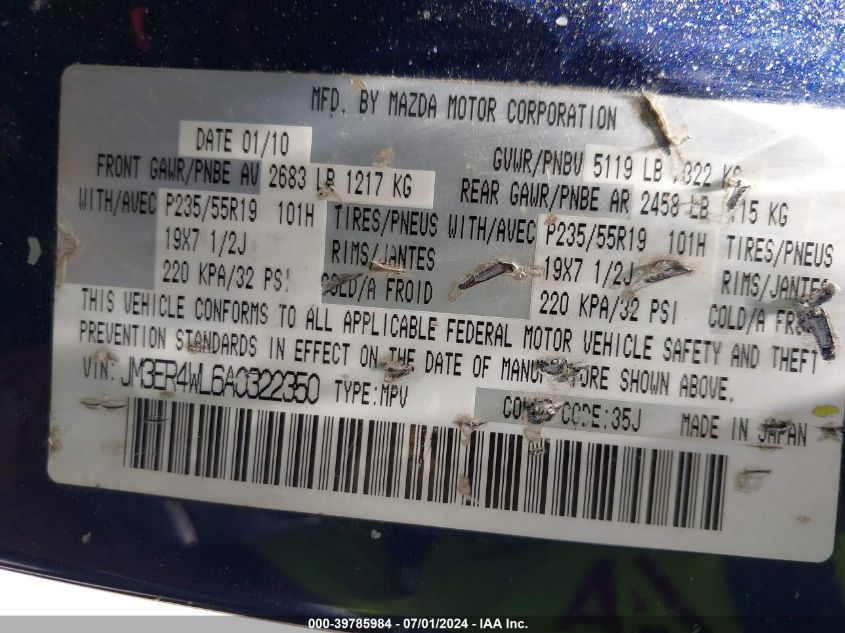 MFD. BY MAZDA MOTOR CORPORATION
DATE 01/10
GVWR/PNBV 5119 LB 322 KG
FRONT GAWR/PNBE AV 2683 LB 1217 KG
REAR GAWR/PNBE AR 2458 LB 15 KG
WITH/AVEC P235/55R19 101H TIRES/PNEUS
19X7 1/2J RIMS/JANTES
220 KPA/32 PSI COLD/A FROID
WITH/AVEC P235/55R19 101H TIRES/PNEUS
19X7 1/2J RIMS/JANTES
220 KPA/32 PSI COLD/A FROID
THIS VEHICLE CONFORMS TO ALL APPLICABLE FEDERAL MOTOR VEHICLE SAFETY AND THEFT
PREVENTION STANDARDS IN EFFECT ON THE DATE OF MANUFACTURE SHOWN ABOVE.
VIN: JM3ER4WL6A0322350 TYPE:MPV
CODE:35J MADE IN JAPAN
000-39785984 - 07/01/2024 - IAA Inc.